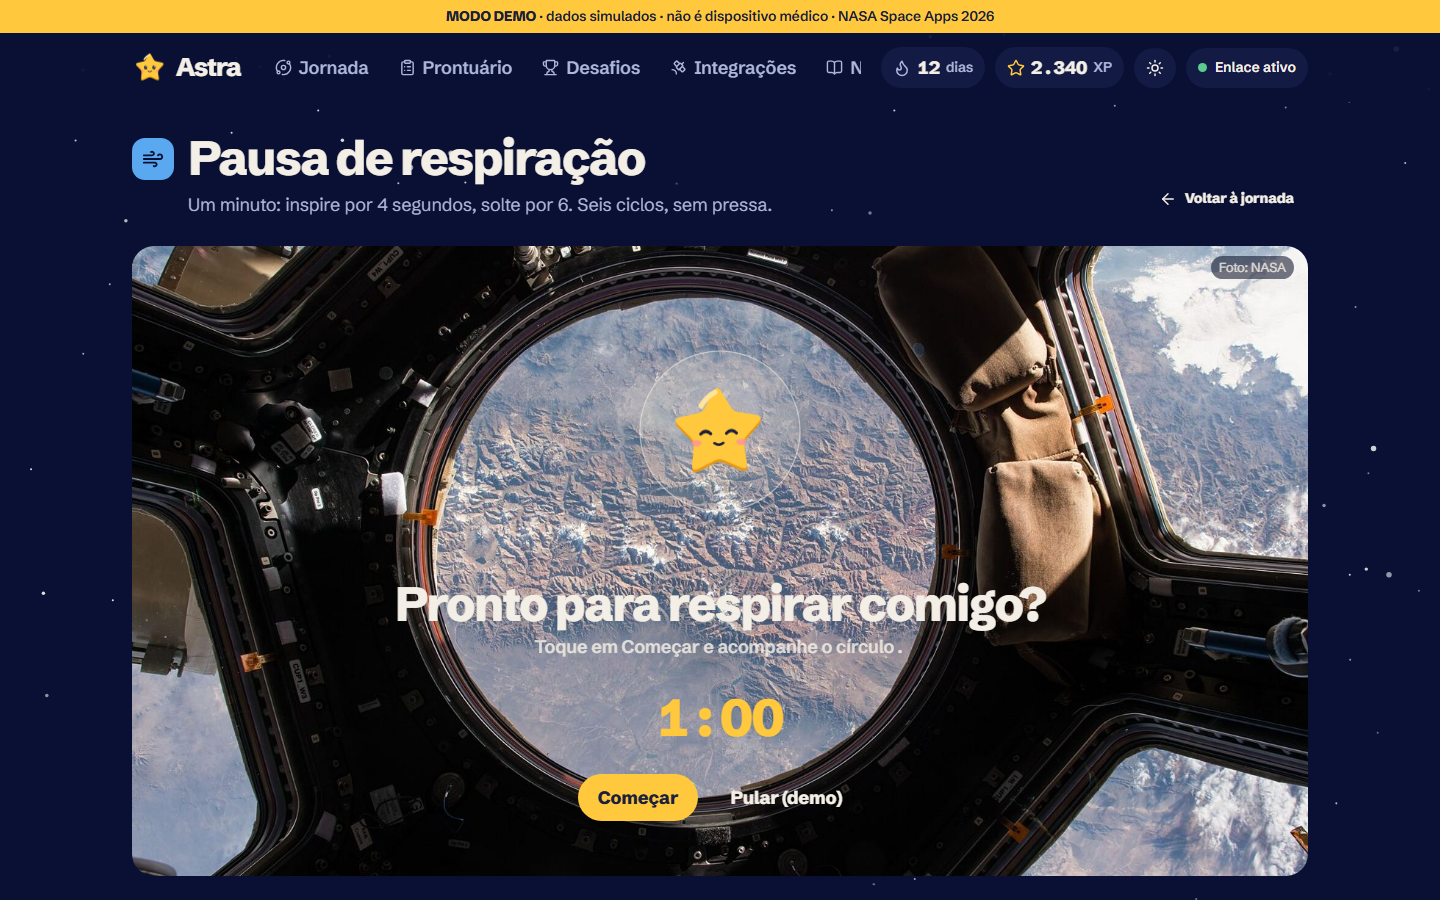 MODO DEMO · dados simulados · não é dispositivo médico · NASA Space Apps 2026
Astra Jornada Prontuário Desafios Integrações N 12 dias 2.340 XP Enlace ativo
Pausa de respiração
Um minuto: inspire por 4 segundos, solte por 6. Seis ciclos, sem pressa.
Voltar à jornada
Foto: NASA
Pronto para respirar comigo?
Toque em Começar e acompanhe o círculo .
1:00
Começar Pular (demo)